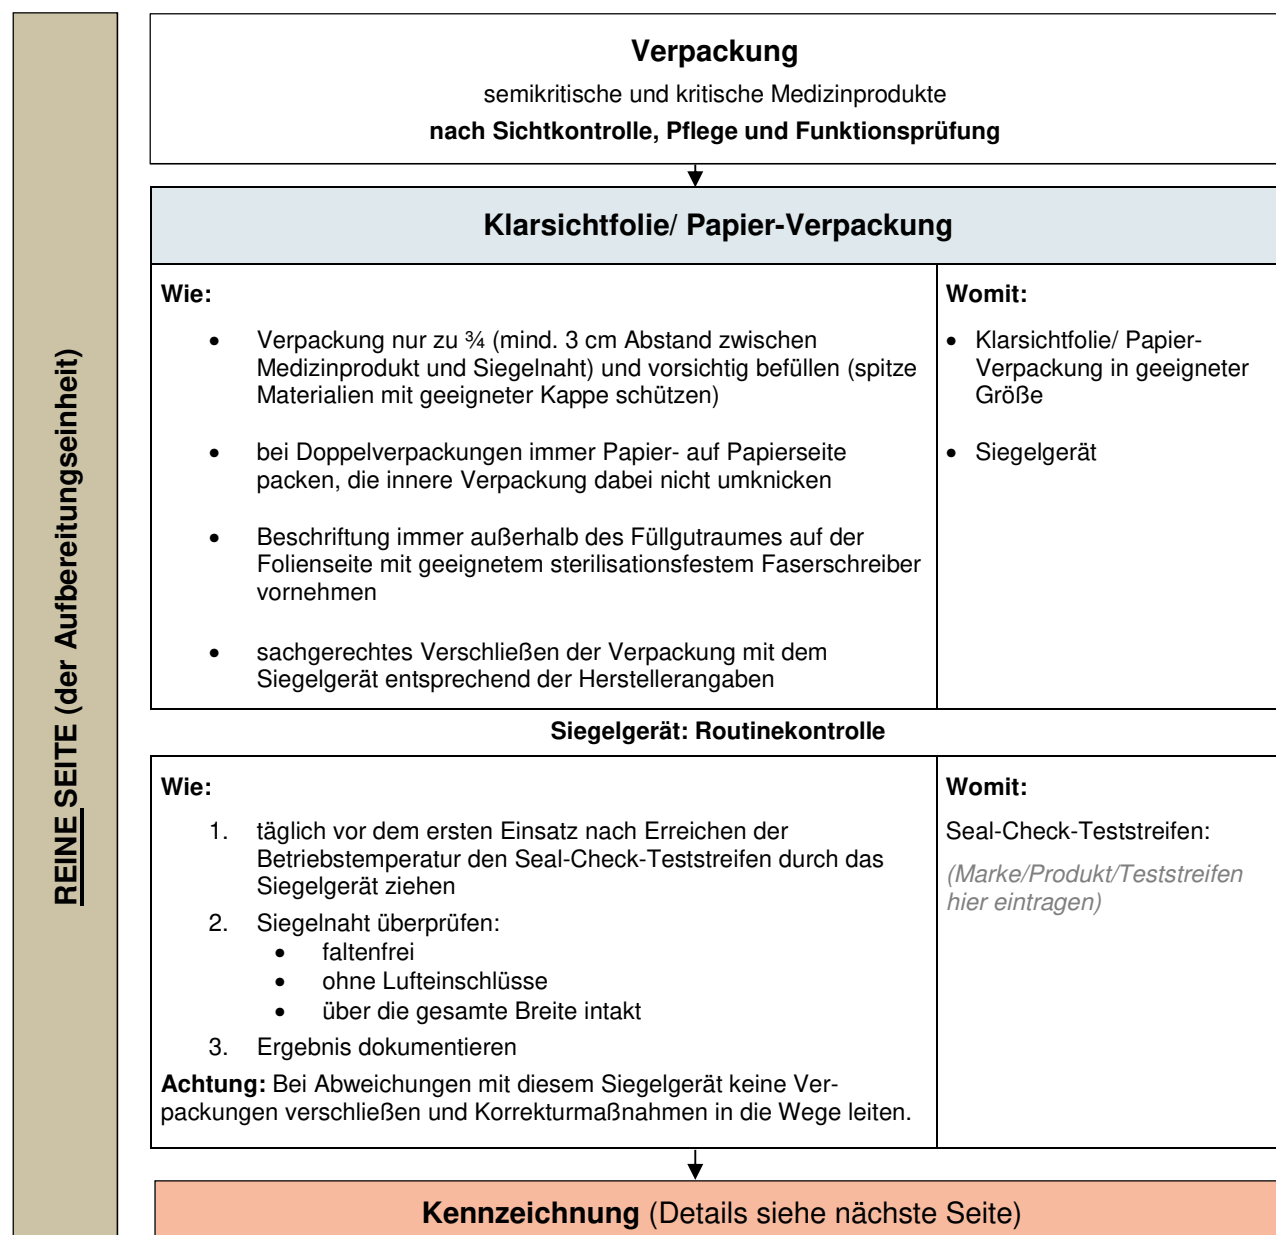 REINE SEITE (der Aufbereitungseinheit)
Verpackung
semikritische und kritische Medizinprodukte
nach Sichtkontrolle, Pflege und Funktionsprüfung
Klarsichtfolie/ Papier-Verpackung
Wie:
• Verpackung nur zu ¾ (mind. 3 cm Abstand zwischen
Medizinprodukt und Siegelnaht) und vorsichtig befüllen (spitze
Materialien mit geeigneter Kappe schützen)
• bei Doppelverpackungen immer Papier- auf Papierseite
packen, die innere Verpackung dabei nicht umknicken
• Beschriftung immer außerhalb des Füllgutraumes auf der
Folienseite mit geeignetem sterilisationsfestem Faserschreiber
vornehmen
• sachgerechtes Verschließen der Verpackung mit dem
Siegelgerät entsprechend der Herstellerangaben
Womit:
• Klarsichtfolie/ Papier-
Verpackung in geeigneter
Größe
• Siegelgerät
Siegelgerät: Routinekontrolle
Wie:
1. täglich vor dem ersten Einsatz nach Erreichen der
Betriebstemperatur den Seal-Check-Teststreifen durch das
Siegelgerät ziehen
2. Siegelnaht überprüfen:
• faltenfrei
• ohne Lufteinschlüsse
• über die gesamte Breite intakt
3. Ergebnis dokumentieren
Achtung: Bei Abweichungen mit diesem Siegelgerät keine Ver-
packungen verschließen und Korrekturmaßnahmen in die Wege leiten.
Womit:
Seal-Check-Teststreifen:
(Marke/Produkt/Teststreifen
hier eintragen)
Kennzeichnung (Details siehe nächste Seite)